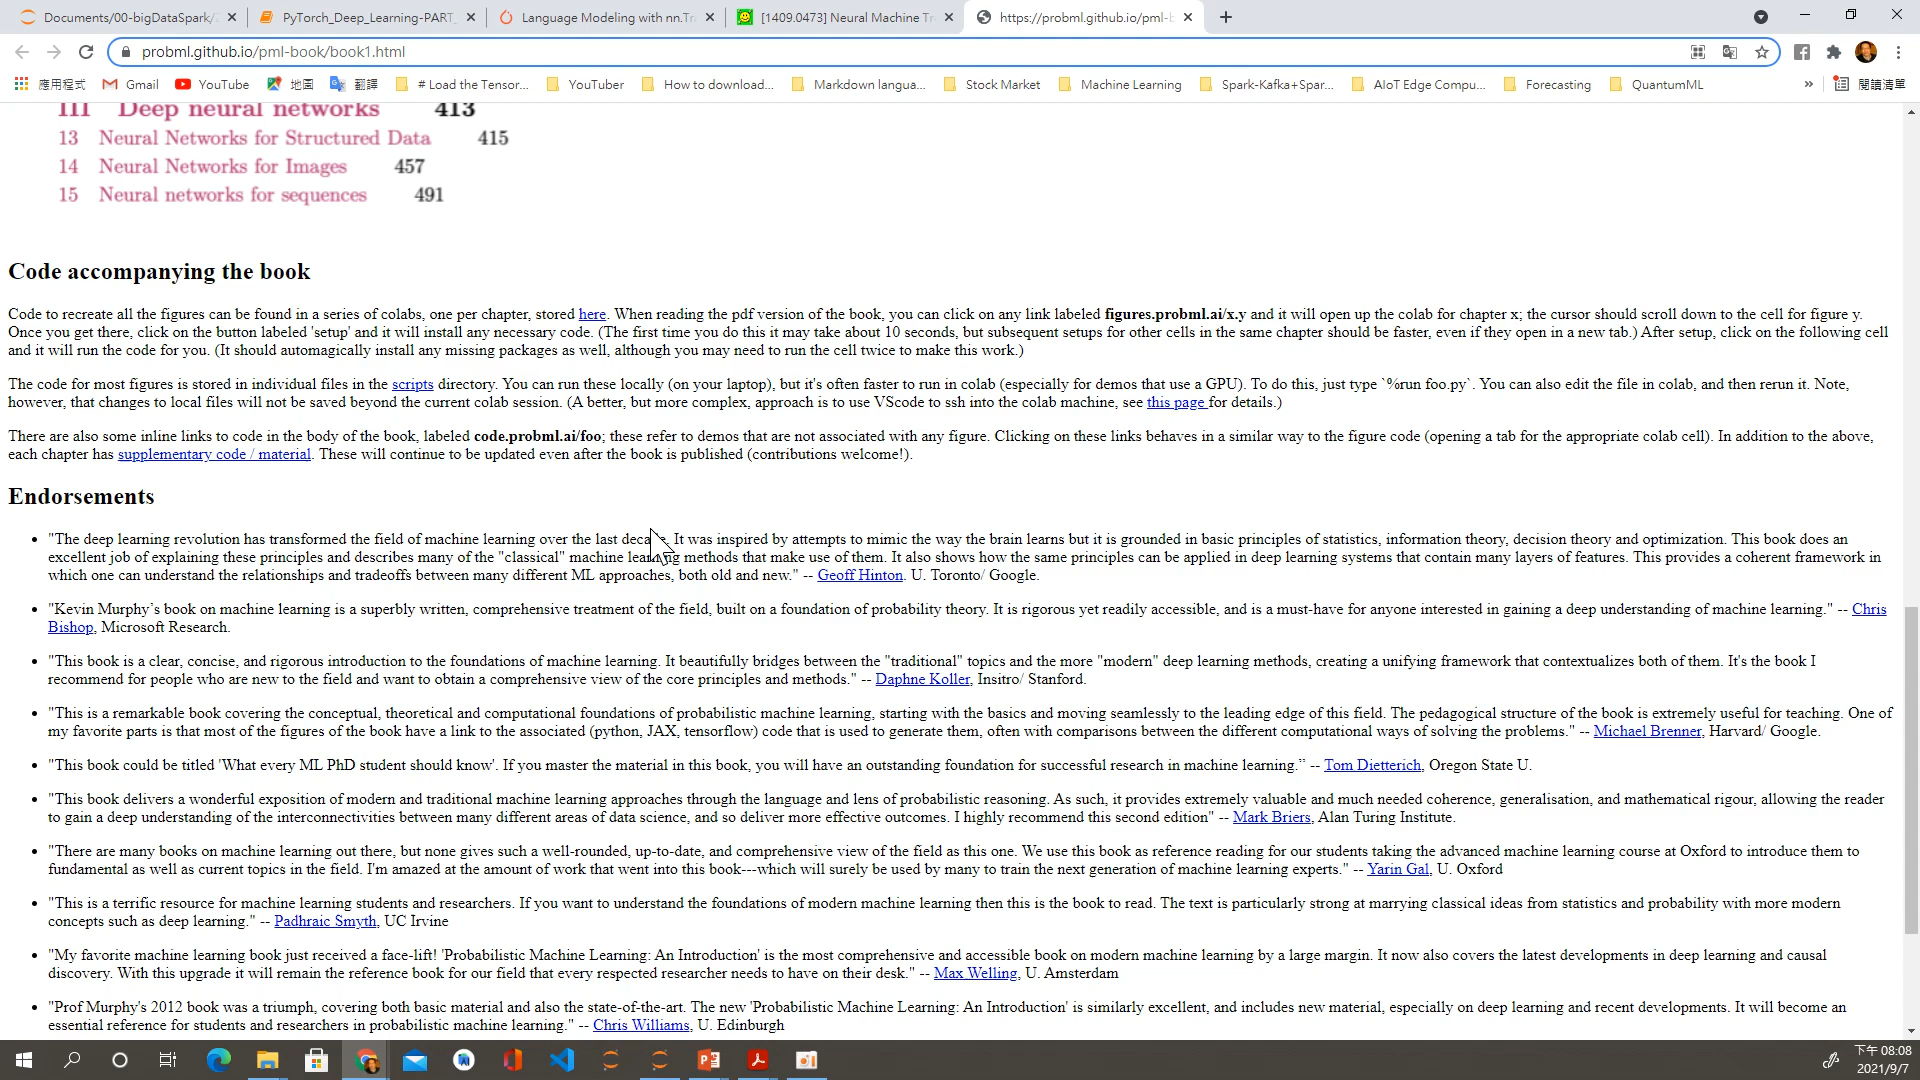 Documents/00-bigDataSpark/
PyTorch_Deep_Learning-PART_
Language Modeling with nn.Tra
[1409.0473] Neural Machine Tr
https://probml.github.io/pml-b
probml.github.io/pml-book/book1.html
應用程式
Gmail
YouTube
地圖
翻譯
# Load the Tensor...
YouTuber
How to download...
Markdown langua...
Stock Market
Machine Learning
Spark-Kafka+Spar...
AIoT Edge Compu...
Forecasting
QuantumML
»
閱讀清單
III Deep neural networks 413
13 Neural Networks for Structured Data 415
14 Neural Networks for Images 457
15 Neural networks for sequences 491
Code accompanying the book
Code to recreate all the figures can be found in a series of colabs, one per chapter, stored here. When reading the pdf version of the book, you can click on any link labeled figures.probml.ai/x.y and it will open up the colab for chapter x; the cursor should scroll down to the cell for figure y.
Once you get there, click on the button labeled 'setup' and it will install any necessary code. (The first time you do this it may take about 10 seconds, but subsequent setups for other cells in the same chapter should be faster, even if they open in a new tab.) After setup, click on the following cell
and it will run the code for you. (It should automagically install any missing packages as well, although you may need to run the cell twice to make this work.)
The code for most figures is stored in individual files in the scripts directory. You can run these locally (on your laptop), but it's often faster to run in colab (especially for demos that use a GPU). To do this, just type `%run foo.py`. You can also edit the file in colab, and then rerun it. Note,
however, that changes to local files will not be saved beyond the current colab session. (A better, but more complex, approach is to use VScode to ssh into the colab machine, see this page for details.)
There are also some inline links to code in the body of the book, labeled code.probml.ai/foo; these refer to demos that are not associated with any figure. Clicking on these links behaves in a similar way to the figure code (opening a tab for the appropriate colab cell). In addition to the above,
each chapter has supplementary code / material. These will continue to be updated even after the book is published (contributions welcome!).
Endorsements
• "The deep learning revolution has transformed the field of machine learning over the last decade. It was inspired by attempts to mimic the way the brain learns but it is grounded in basic principles of statistics, information theory, decision theory and optimization. This book does an
excellent job of explaining these principles and describes many of the "classical" machine learning methods that make use of them. It also shows how the same principles can be applied in deep learning systems that contain many layers of features. This provides a coherent framework in
which one can understand the relationships and tradeoffs between many different ML approaches, both old and new." -- Geoff Hinton. U. Toronto/ Google.
• "Kevin Murphy’s book on machine learning is a superbly written, comprehensive treatment of the field, built on a foundation of probability theory. It is rigorous yet readily accessible, and is a must-have for anyone interested in gaining a deep understanding of machine learning." -- Chris
Bishop, Microsoft Research.
• "This book is a clear, concise, and rigorous introduction to the foundations of machine learning. It beautifully bridges between the "traditional" topics and the more "modern" deep learning methods, creating a unifying framework that contextualizes both of them. It's the book I
recommend for people who are new to the field and want to obtain a comprehensive view of the core principles and methods." -- Daphne Koller, Insitro/ Stanford.
• "This is a remarkable book covering the conceptual, theoretical and computational foundations of probabilistic machine learning, starting with the basics and moving seamlessly to the leading edge of this field. The pedagogical structure of the book is extremely useful for teaching. One of
my favorite parts is that most of the figures of the book have a link to the associated (python, JAX, tensorflow) code that is used to generate them, often with comparisons between the different computational ways of solving the problems." -- Michael Brenner, Harvard/ Google.
• "This book could be titled 'What every ML PhD student should know'. If you master the material in this book, you will have an outstanding foundation for successful research in machine learning.” -- Tom Dietterich, Oregon State U.
• "This book delivers a wonderful exposition of modern and traditional machine learning approaches through the language and lens of probabilistic reasoning. As such, it provides extremely valuable and much needed coherence, generalisation, and mathematical rigour, allowing the reader
to gain a deep understanding of the interconnectivities between many different areas of data science, and so deliver more effective outcomes. I highly recommend this second edition" -- Mark Briers, Alan Turing Institute.
• "There are many books on machine learning out there, but none gives such a well-rounded, up-to-date, and comprehensive view of the field as this one. We use this book as reference reading for our students taking the advanced machine learning course at Oxford to introduce them to
fundamental as well as current topics in the field. I'm amazed at the amount of work that went into this book---which will surely be used by many to train the next generation of machine learning experts." -- Yarin Gal, U. Oxford
• "This is a terrific resource for machine learning students and researchers. If you want to understand the foundations of modern machine learning then this is the book to read. The text is particularly strong at marrying classical ideas from statistics and probability with more modern
concepts such as deep learning." -- Padhraic Smyth, UC Irvine
• "My favorite machine learning book just received a face-lift! 'Probabilistic Machine Learning: An Introduction' is the most comprehensive and accessible book on modern machine learning by a large margin. It now also covers the latest developments in deep learning and causal
discovery. With this upgrade it will remain the reference book for our field that every respected researcher needs to have on their desk." -- Max Welling, U. Amsterdam
• "Prof Murphy's 2012 book was a triumph, covering both basic material and also the state-of-the-art. The new 'Probabilistic Machine Learning: An Introduction' is similarly excellent, and includes new material, especially on deep learning and recent developments. It will become an
essential reference for students and researchers in probabilistic machine learning." -- Chris Williams, U. Edinburgh
下午 08:08
2021/9/7